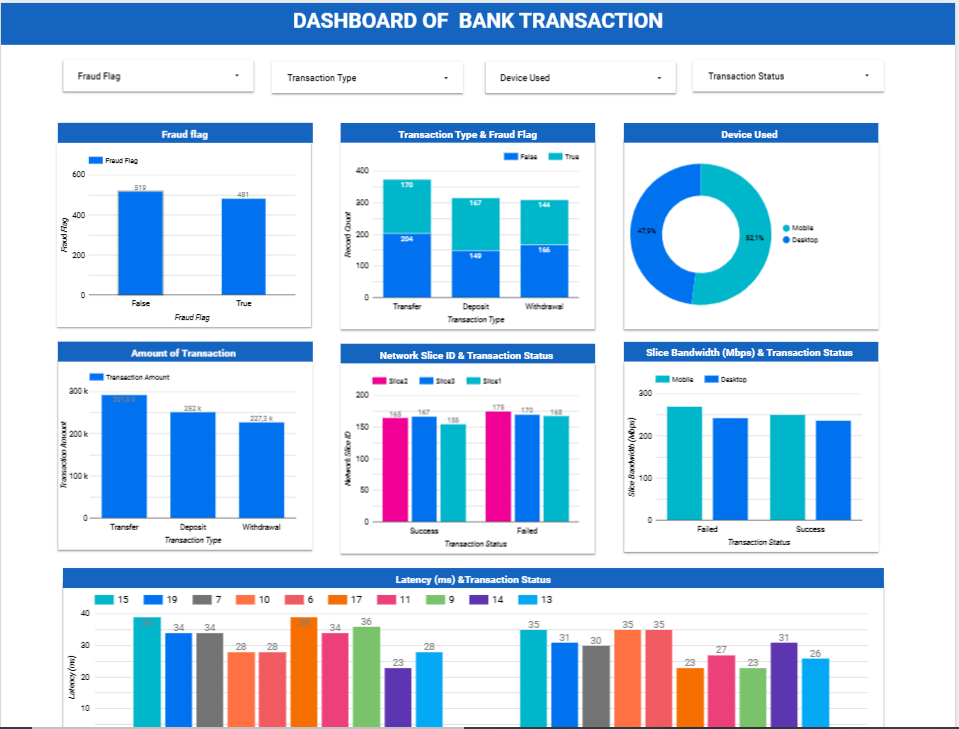 DASHBOARD OF BANK TRANSACTION
Fraud Flag
Transaction Type
Device Used
Transaction Status
Fraud flag
Fraud Flag
600
400
200
0
519
481
False
True
Fraud Flag
Fraud Flag
Transaction Type & Fraud Flag
False True
400
300
200
100
0
170
167
144
204
149
166
Transfer Deposit Withdrawal
Transaction Type
Record Count
Device Used
47,9%
52,1%
Mobile
Desktop
Amount of Transaction
Transaction Amount
300 k
200 k
100 k
0
252 k
227,3 k
Transfer Deposit Withdrawal
Transaction Type
Transaction Amount
Network Slice ID & Transaction Status
Slice2 Slice3 Slice1
200
150
100
50
0
165 167 155
175 170 168
Success Failed
Transaction Status
Network Slice ID
Slice Bandwidth (Mbps) & Transaction Status
Mobile Desktop
300
200
100
0
Failed Success
Transaction Status
Slice Bandwidth (Mbps)
Latency (ms) &Transaction Status
15 19 7 10 6 17 11 9 14 13
40
30
20
10
34 34 28 28 34 36 23 28
35 31 30 35 35 23 27 23 31 26
Latency (ms)